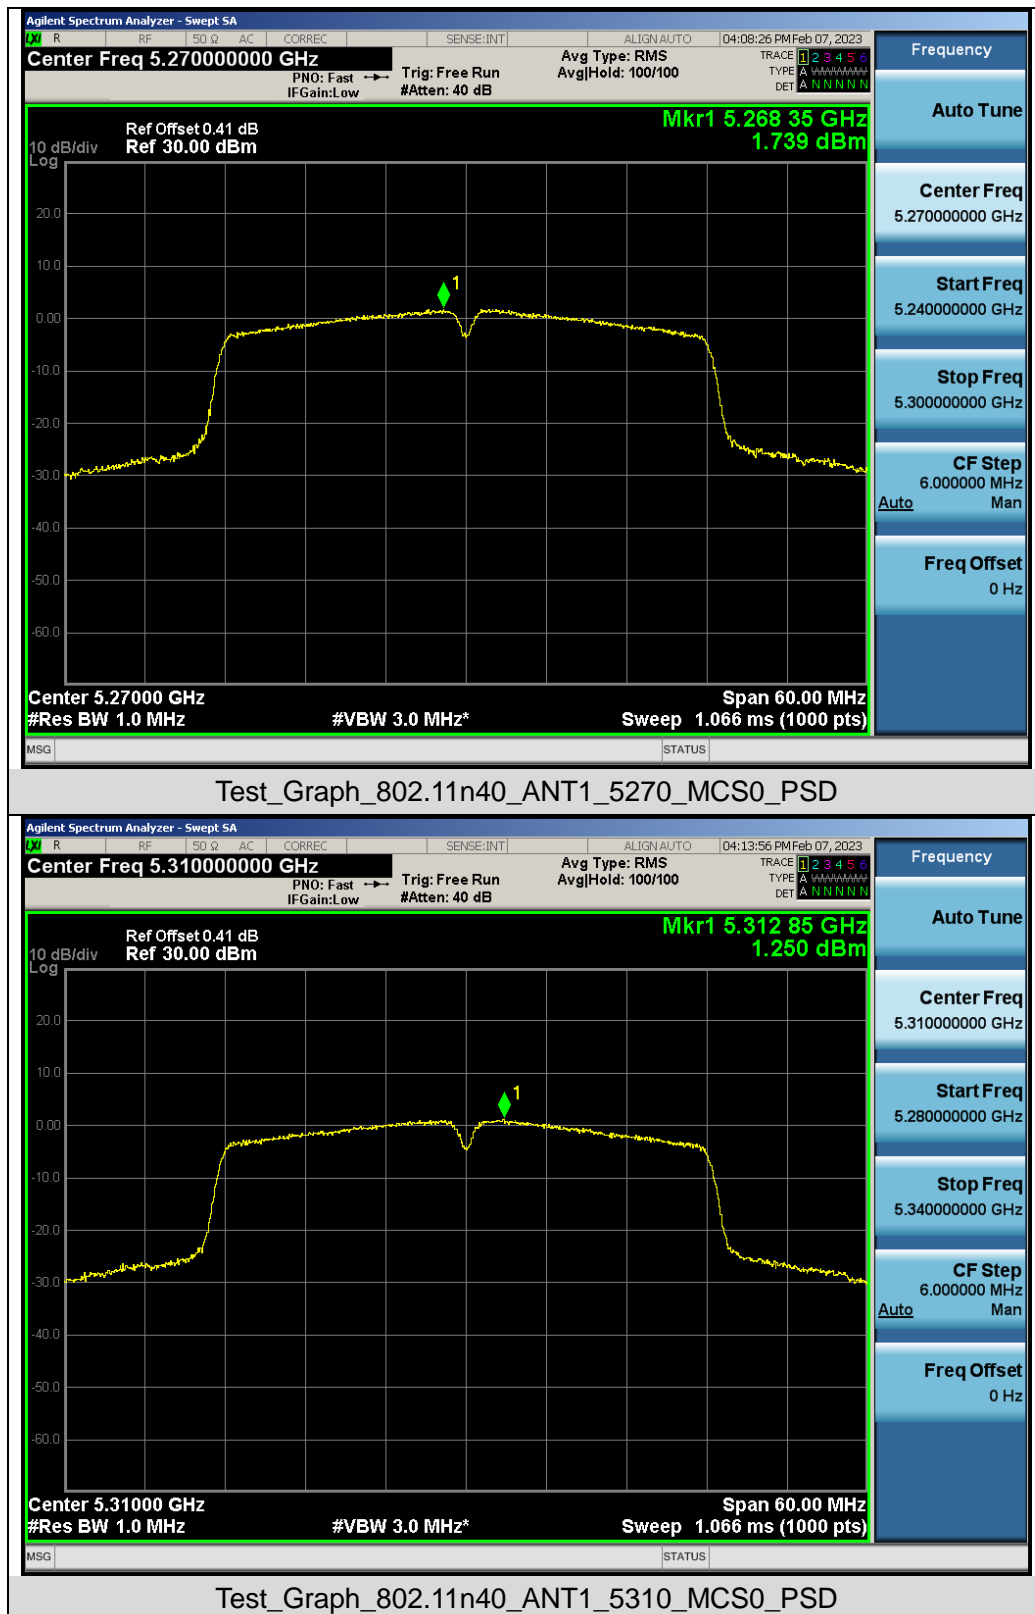 Agilent Spectrum Analyzer - Swept SA
LXI R RF 50 Ω AC CORREC SENSE:INT ALIGN AUTO 04:08:26 PM Feb 07, 2023
Center Freq 5.270000000 GHz
PNO: Fast
IFGain:Low
Trig: Free Run
#Atten: 40 dB
Avg Type: RMS
Avg|Hold: 100/100
TRACE 1 2 3 4 5 6
TYPE A WWWWW
DET A N N N N N
Ref Offset 0.41 dB
Ref 30.00 dBm
10 dB/div
Log
Mkr1 5.268 35 GHz
1.739 dBm
20.0
10.0
1
0.00
-10.0
-20.0
-30.0
-40.0
-50.0
-60.0
Center 5.27000 GHz
Span 60.00 MHz
#Res BW 1.0 MHz
#VBW 3.0 MHz*
Sweep 1.066 ms (1000 pts)
MSG
STATUS
Frequency
Auto Tune
Center Freq
5.270000000 GHz
Start Freq
5.240000000 GHz
Stop Freq
5.300000000 GHz
CF Step
6.000000 MHz
Auto Man
Freq Offset
0 Hz
Test_Graph_802.11n40_ANT1_5270_MCS0_PSD
Agilent Spectrum Analyzer - Swept SA
LXI R RF 50 Ω AC CORREC SENSE:INT ALIGN AUTO 04:13:56 PM Feb 07, 2023
Center Freq 5.310000000 GHz
PNO: Fast
IFGain:Low
Trig: Free Run
#Atten: 40 dB
Avg Type: RMS
Avg|Hold: 100/100
TRACE 1 2 3 4 5 6
TYPE A WWWWW
DET A N N N N N
Ref Offset 0.41 dB
Ref 30.00 dBm
10 dB/div
Log
Mkr1 5.312 85 GHz
1.250 dBm
20.0
10.0
1
0.00
-10.0
-20.0
-30.0
-40.0
-50.0
-60.0
Center 5.31000 GHz
Span 60.00 MHz
#Res BW 1.0 MHz
#VBW 3.0 MHz*
Sweep 1.066 ms (1000 pts)
MSG
STATUS
Frequency
Auto Tune
Center Freq
5.310000000 GHz
Start Freq
5.280000000 GHz
Stop Freq
5.340000000 GHz
CF Step
6.000000 MHz
Auto Man
Freq Offset
0 Hz
Test_Graph_802.11n40_ANT1_5310_MCS0_PSD